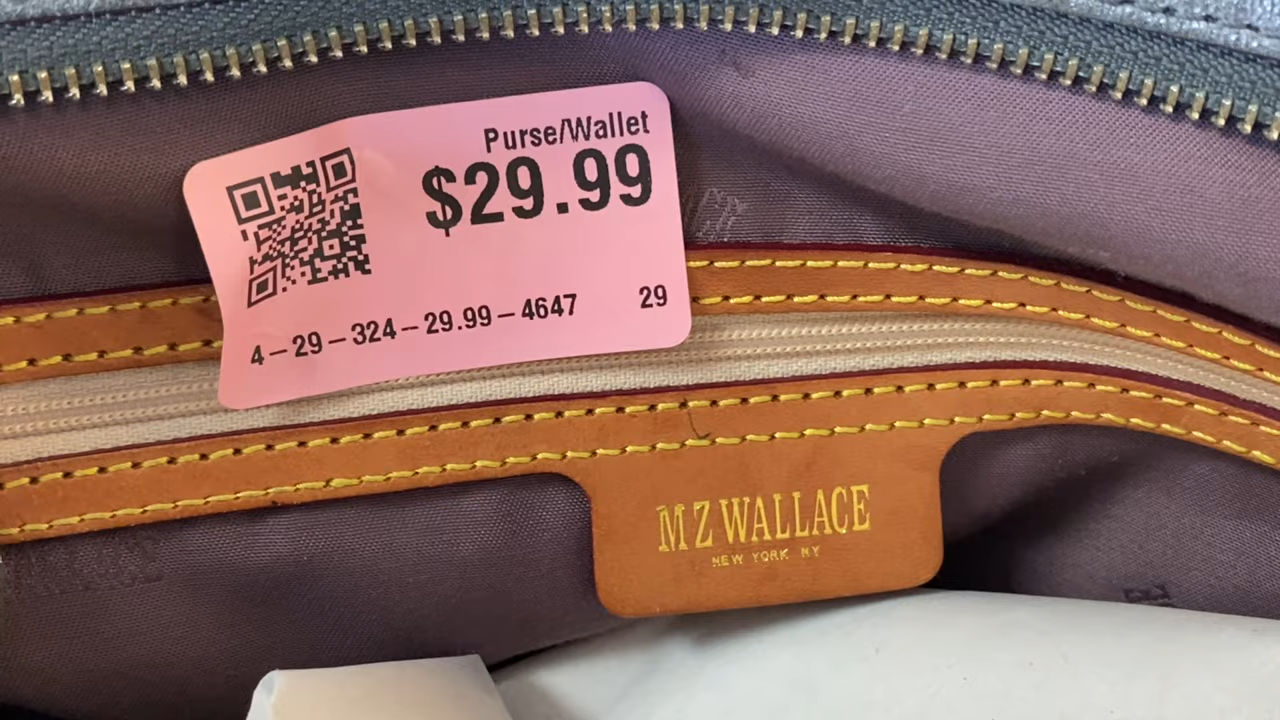 Purse/Wallet
$29.99
4-29-324-29.99-4647 29
MZ WALLACE
NEW YORK NY